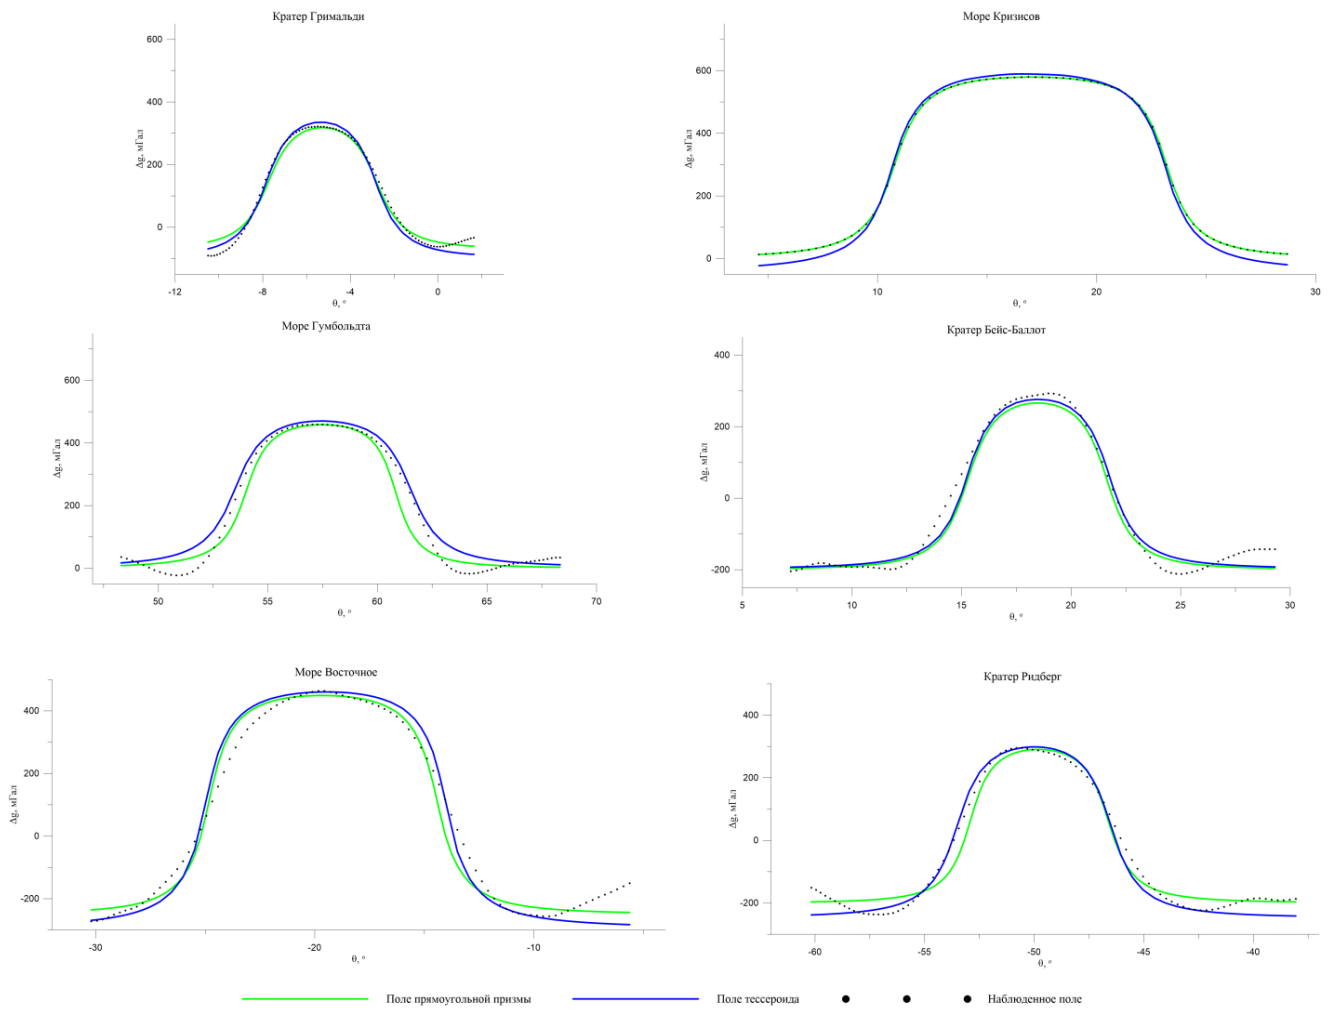 Кратер Гримальди
600
400
200
0
Δg, мГал
-12 -8 -4 0
θ, °
Море Кризисов
600
400
200
0
Δg, мГал
10 20 30
θ, °
Море Гумбольдта
600
400
200
0
Δg, мГал
50 55 60 65 70
θ, °
Кратер Бейс-Баллот
400
200
0
-200
Δg, мГал
5 10 15 20 25 30
θ, °
Море Восточное
400
200
0
-200
Δg, мГал
-30 -20 -10
θ, °
Кратер Ридберг
400
200
0
-200
Δg, мГал
-60 -55 -50 -45 -40
θ, °
Поле прямоугольной призмы Поле тессероида Наблюденное поле